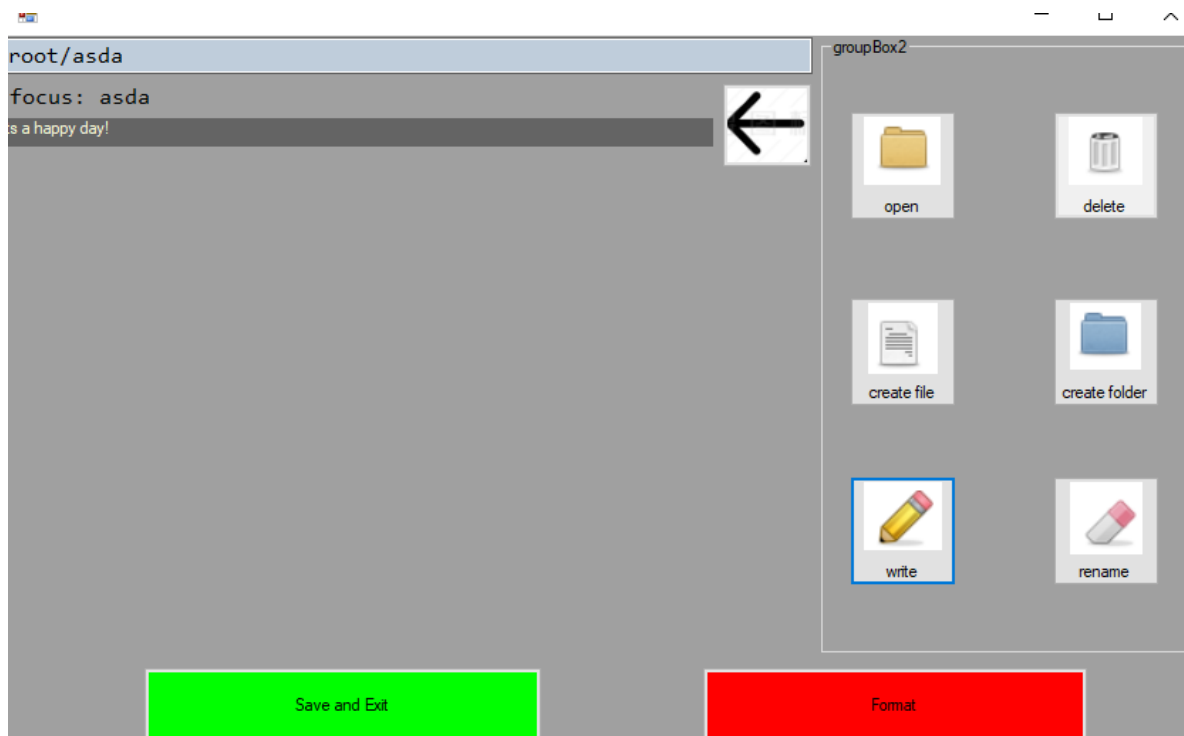 root/asda
focus: asda
s a happy day!
groupBox2
open
delete
create file
create folder
write
rename
Save and Exit
Format